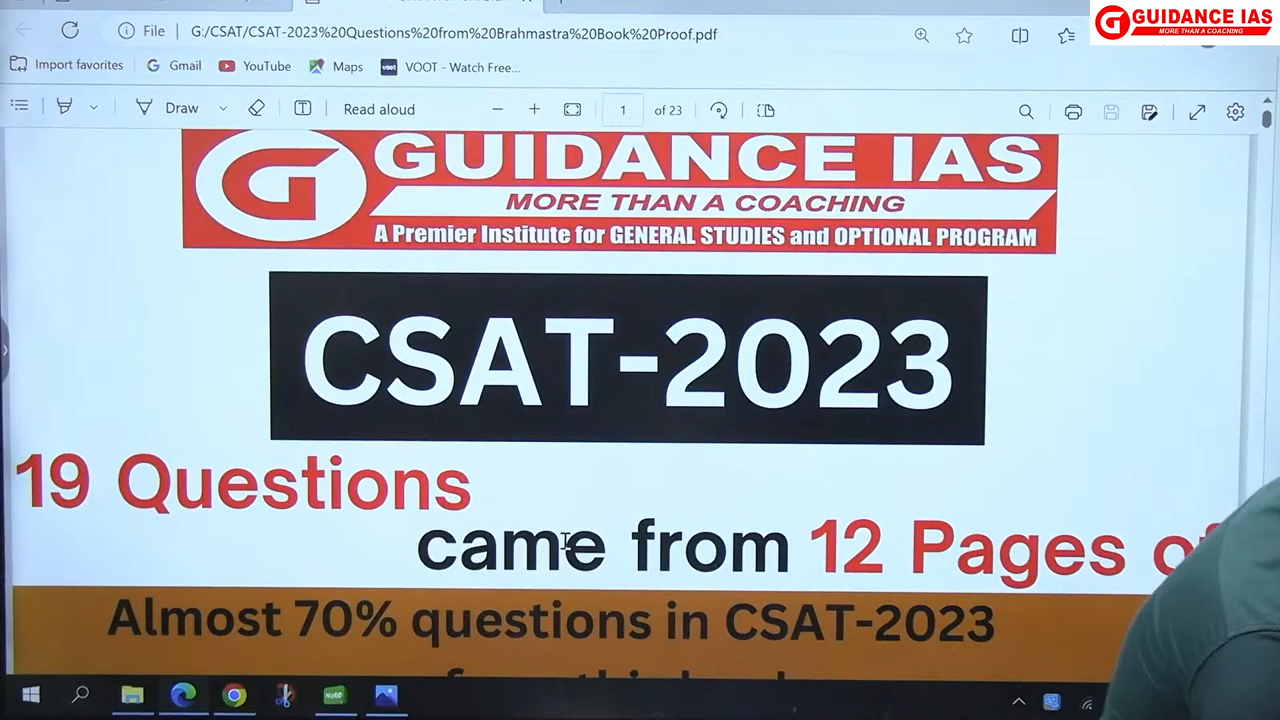 GUIDANCE IAS
MORE THAN A COACHING
File
G:/CSAT/CSAT-2023%20Questions%20from%20Brahmastra%20Book%20Proof.pdf
Import favorites
Gmail
YouTube
Maps
voot
VOOT - Watch Free...
Draw
Read aloud
1
of 23
GUIDANCE IAS
MORE THAN A COACHING
A Premier Institute for GENERAL STUDIES and OPTIONAL PROGRAM
CSAT-2023
19 Questions
came from 12 Pages
Almost 70% questions in CSAT-2023
Note